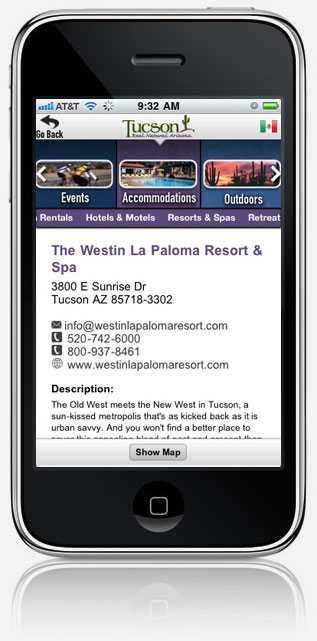 AT&T 9:32 AM
Go Back Tucson
Real. Natural. Arizona.
Events Accommodations Outdoors
Rentals Hotels & Motels Resorts & Spas Retreat
The Westin La Paloma Resort &
Spa
3800 E Sunrise Dr
Tucson AZ 85718-3302
info@westinlapalomaresort.com
520-742-6000
800-937-8461
www.westinlapalomaresort.com
Description:
The Old West meets the New West in Tucson, a
sun-kissed metropolis that's as kicked back as it is
urban savvy. And you won't find a better place to
Show Map